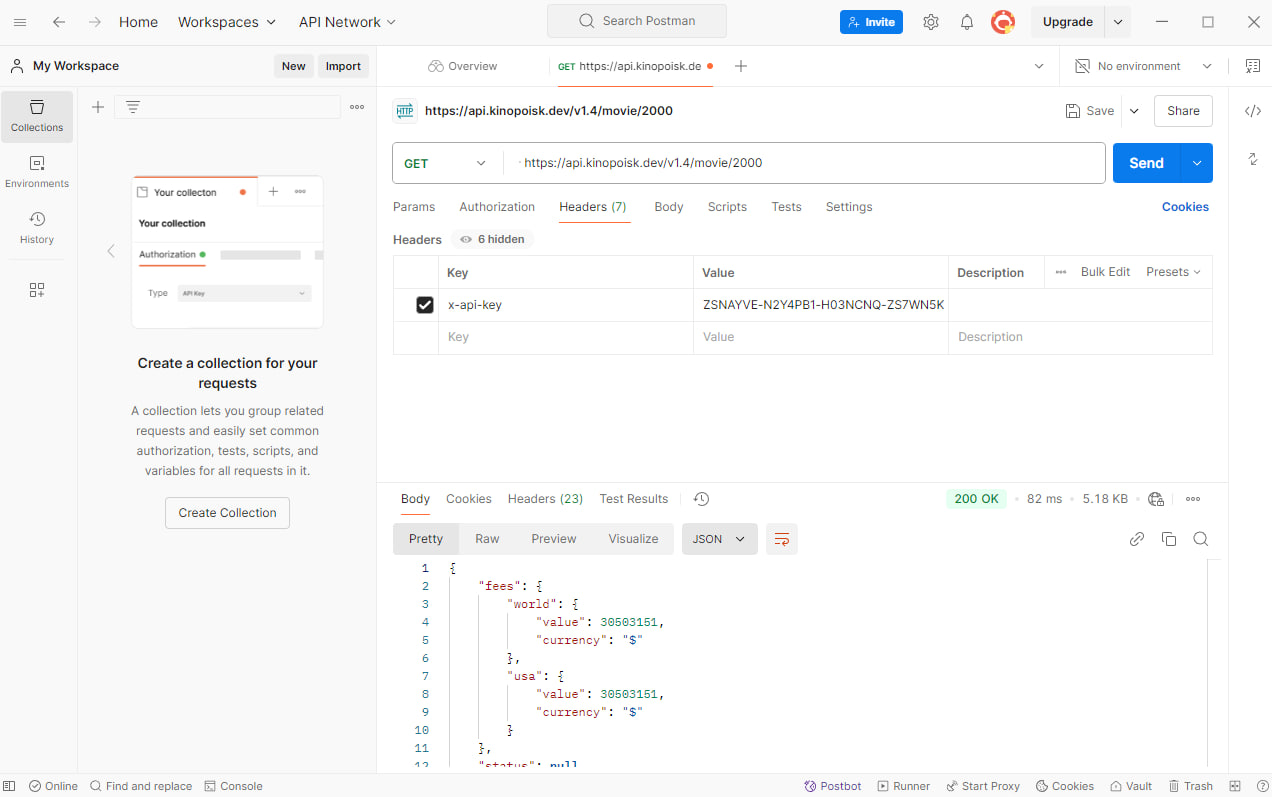 Home Workspaces API Network Search Postman Invite Upgrade
My Workspace New Import Overview GET https://api.kinopoisk.de No environment
Collections
Environments
History
Your collecton
Your collection
Authorization
Type API Key
Create a collection for your
requests
A collection lets you group related
requests and easily set common
authorization, tests, scripts, and
variables for all requests in it.
Create Collection
HTTP https://api.kinopoisk.dev/v1.4/movie/2000 Save Share
GET https://api.kinopoisk.dev/v1.4/movie/2000 Send
Params Authorization Headers (7) Body Scripts Tests Settings Cookies
Headers 6 hidden
Key Value Description Bulk Edit Presets
x-api-key ZSNAYVE-N2Y4PB1-H03NCNQ-ZS7WN5K
Key Value Description
Body Cookies Headers (23) Test Results 200 OK 82 ms 5.18 KB
Pretty Raw Preview Visualize JSON
1 {
2 "fees": {
3 "world": {
4 "value": 30503151,
5 "currency": "$"
6 },
7 "usa": {
8 "value": 30503151,
9 "currency": "$"
10 }
11 },
12 "status": null
Online Find and replace Console Postbot Runner Start Proxy Cookies Vault Trash